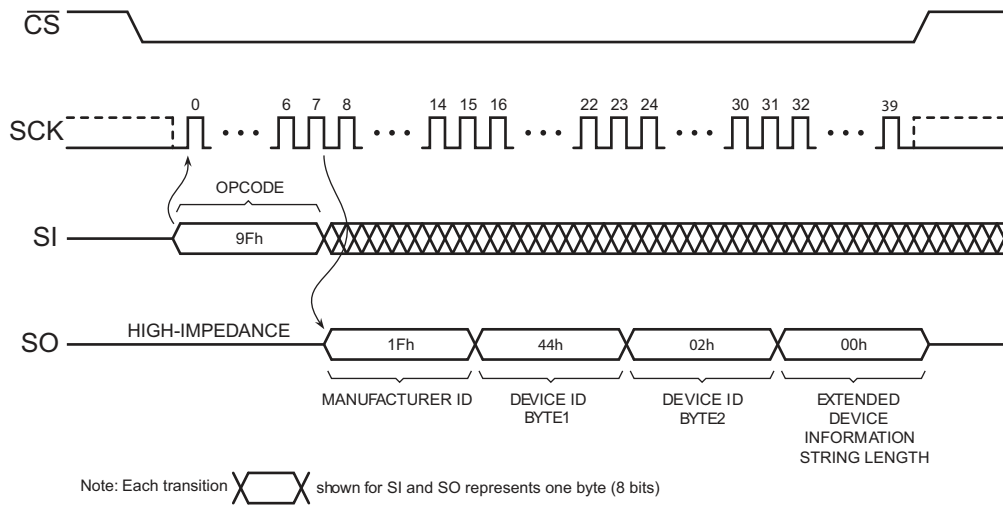 CS
0 6 7 8 14 15 16 22 23 24 30 31 32 39
SCK
OPCODE
SI
9Fh
HIGH-IMPEDANCE
SO
1Fh 44h 02h 00h
MANUFACTURER ID
DEVICE ID
BYTE1
DEVICE ID
BYTE2
EXTENDED
DEVICE
INFORMATION
STRING LENGTH
Note: Each transition shown for SI and SO represents one byte (8 bits)